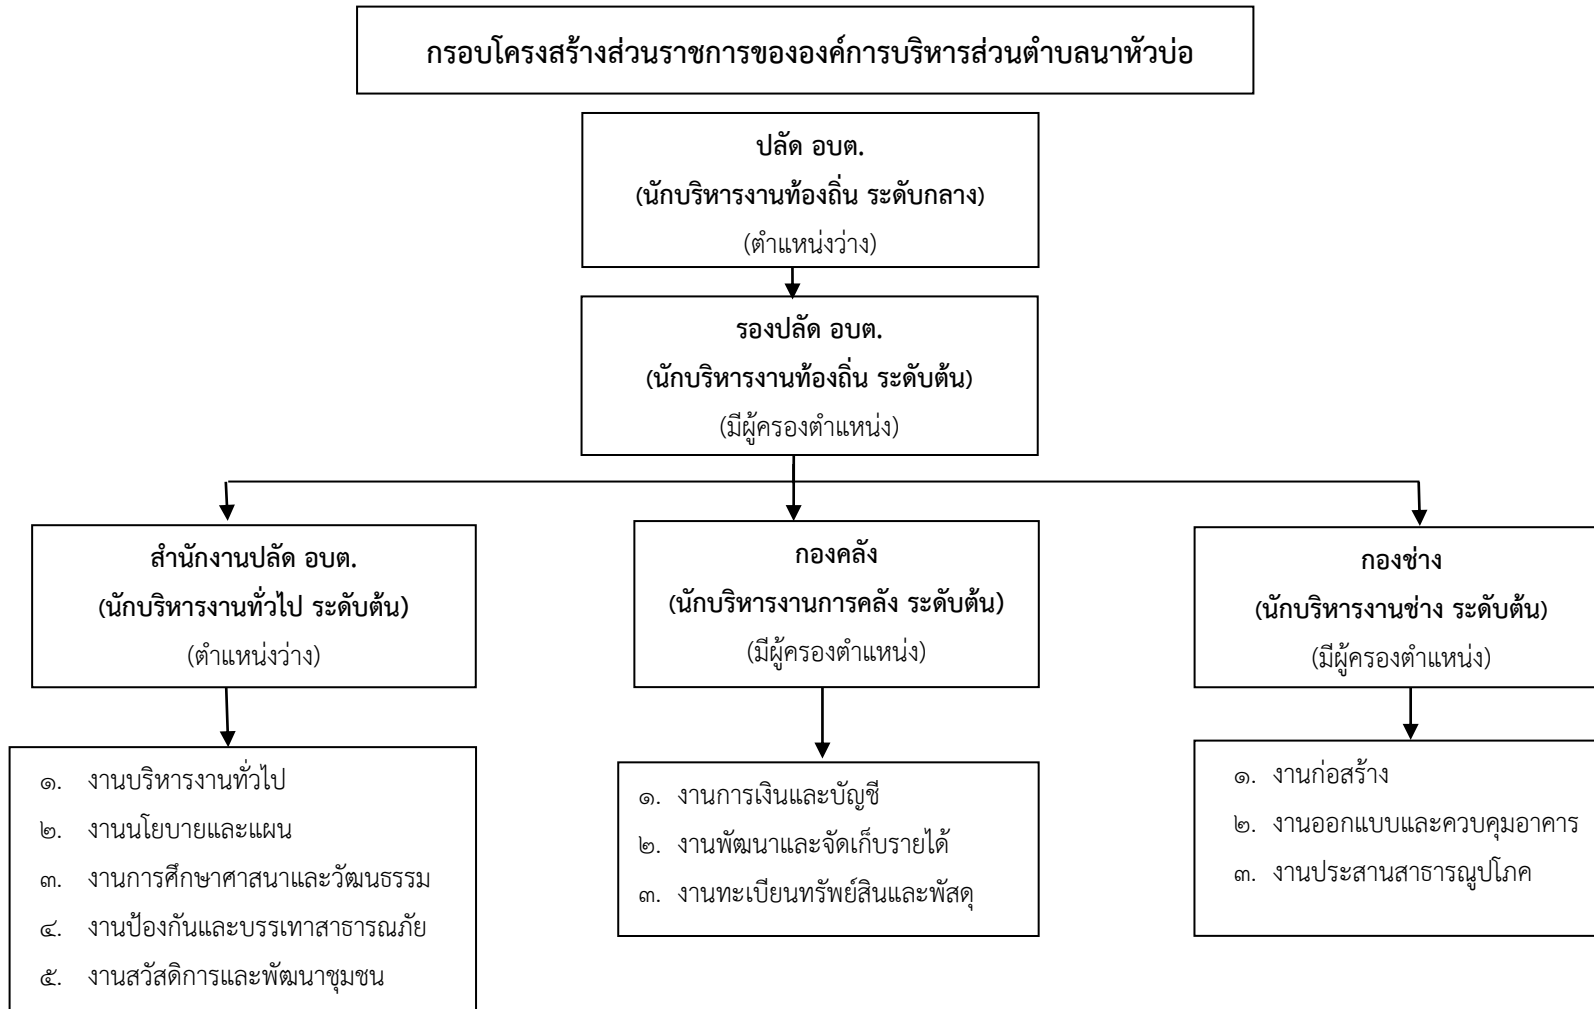 กรอบโครงสร้างส่วนราชการขององค์การบริหารส่วนตำบลนาหัวบ่อ
ปลัด อบต.
(นักบริหารงานท้องถิ่น ระดับกลาง)
(ตำแหน่งว่าง)
รองปลัด อบต.
(นักบริหารงานท้องถิ่น ระดับต้น)
(มีผู้ครองตำแหน่ง)
สำนักงานปลัด อบต.
(นักบริหารงานทั่วไป ระดับต้น)
(ตำแหน่งว่าง)
กองคลัง
(นักบริหารงานการคลัง ระดับต้น)
(มีผู้ครองตำแหน่ง)
กองช่าง
(นักบริหารงานช่าง ระดับต้น)
(มีผู้ครองตำแหน่ง)
๑. งานบริหารงานทั่วไป
๒. งานนโยบายและแผน
๓. งานการศึกษาศาสนาและวัฒนธรรม
๔. งานป้องกันและบรรเทาสาธารณภัย
๕. งานสวัสดิการและพัฒนาชุมชน
๑. งานการเงินและบัญชี
๒. งานพัฒนาและจัดเก็บรายได้
๓. งานทะเบียนทรัพย์สินและพัสดุ
๑. งานก่อสร้าง
๒. งานออกแบบและควบคุมอาคาร
๓. งานประสานสาธารณูปโภค